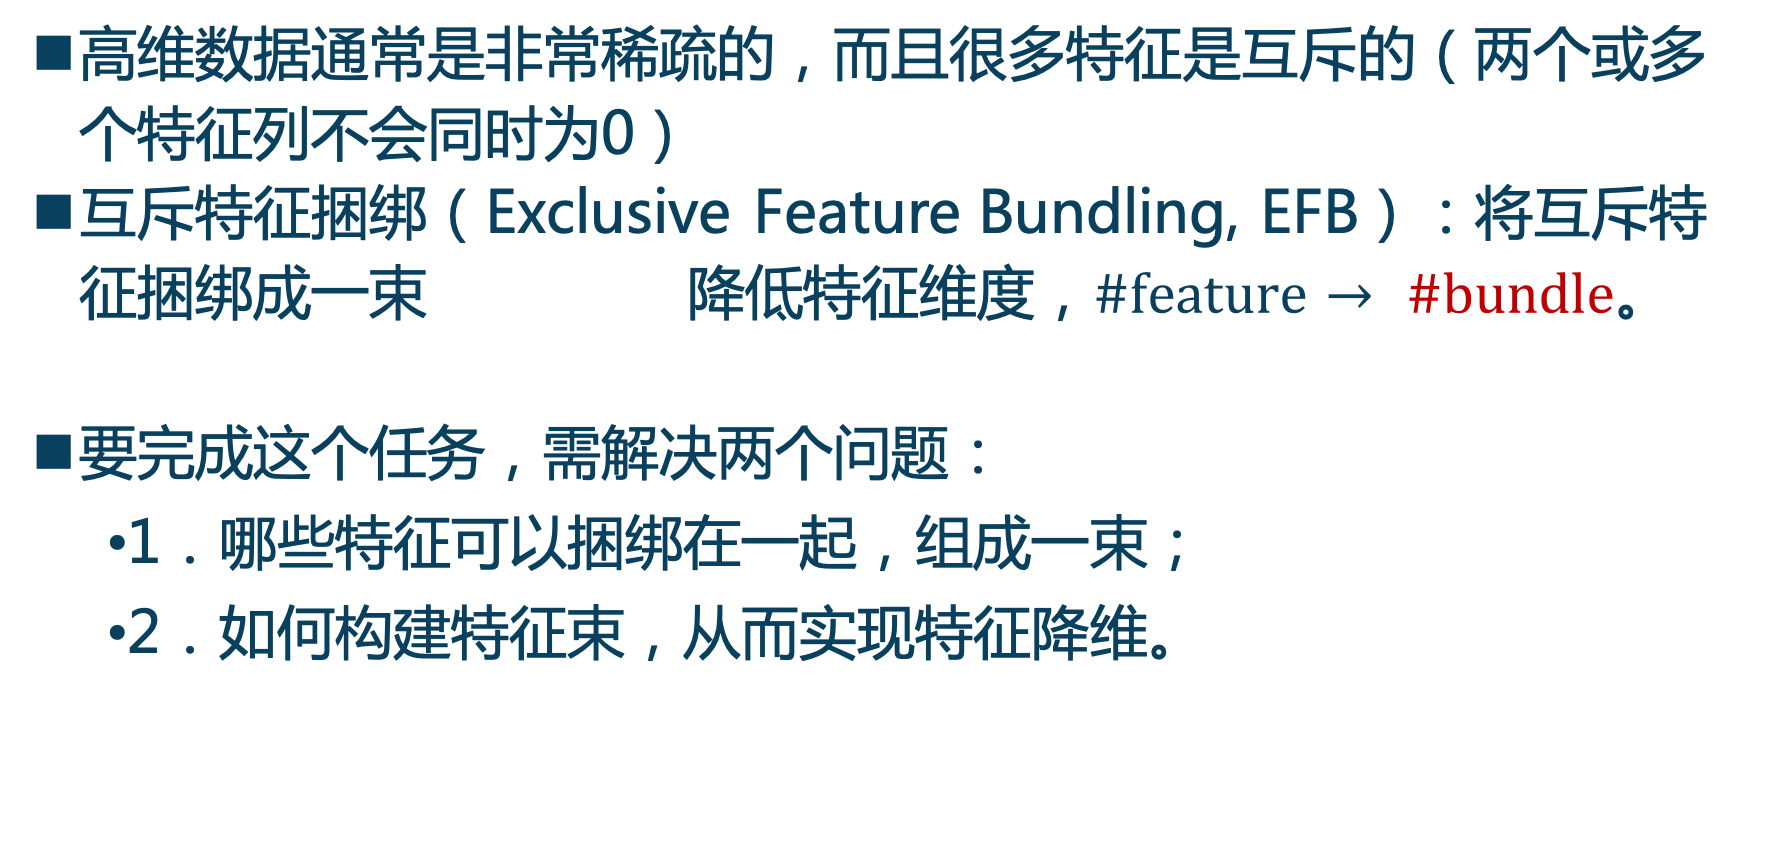 ■高维数据通常是非常稀疏的，而且很多特征是互斥的（两个或多
个特征列不会同时为0）
■互斥特征捆绑（Exclusive Feature Bundling, EFB）：将互斥特
征捆绑成一束 降低特征维度，#feature → #bundle。
■要完成这个任务，需解决两个问题：
•1．哪些特征可以捆绑在一起，组成一束；
•2．如何构建特征束，从而实现特征降维。